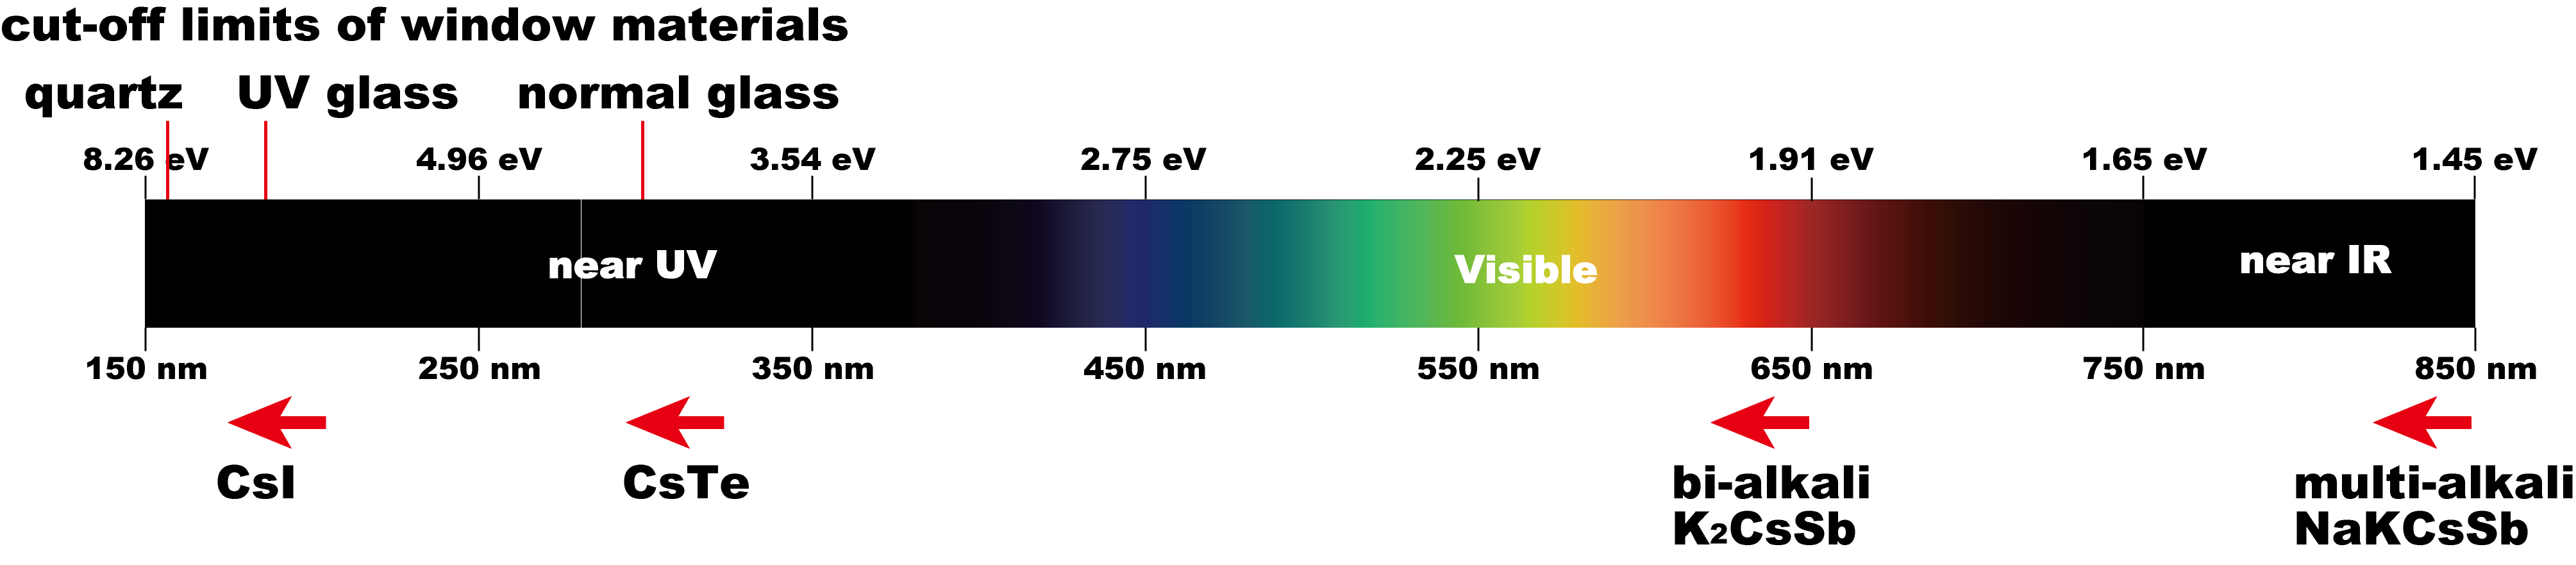 cut-off limits of window materials
quartz UV glass normal glass
8.26 eV 4.96 eV 3.54 eV 2.75 eV 2.25 eV 1.91 eV 1.65 eV 1.45 eV
near UV Visible near IR
150 nm 250 nm 350 nm 450 nm 550 nm 650 nm 750 nm 850 nm
CsI CsTe bi-alkali multi-alkali
K₂CsSb NaKCsSb